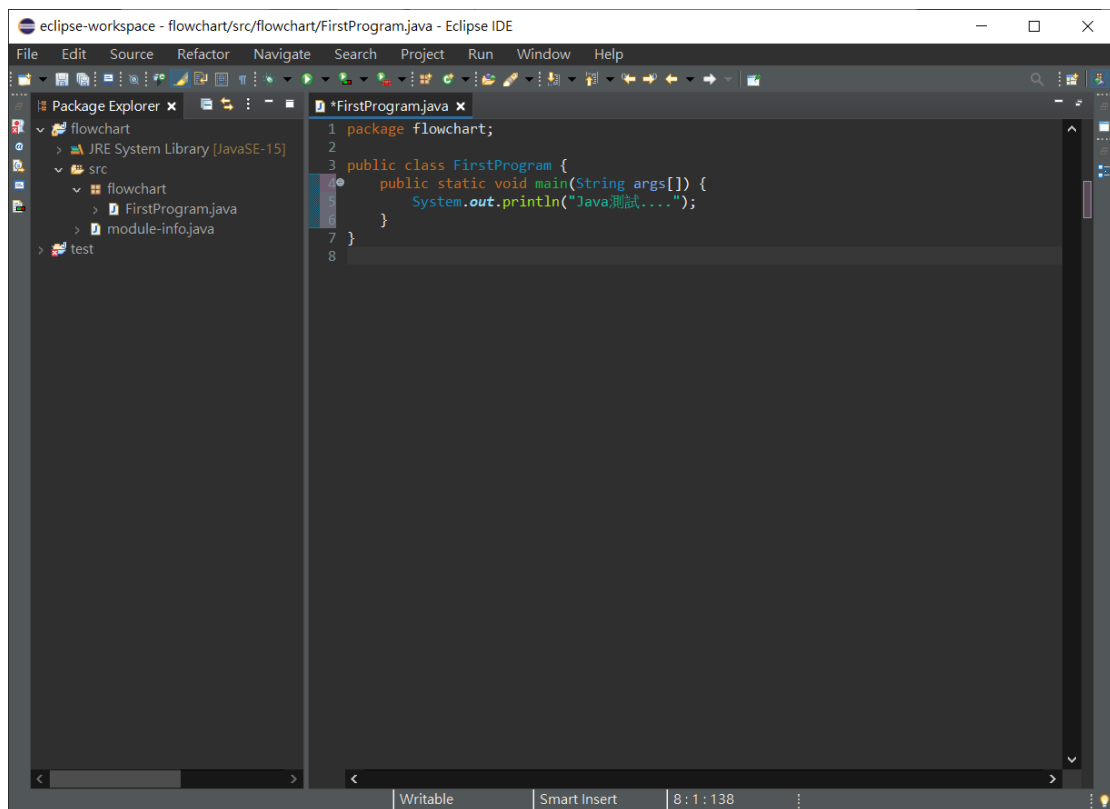 eclipse-workspace - flowchart/src/flowchart/FirstProgram.java - Eclipse IDE
File Edit Source Refactor Navigate Search Project Run Window Help
Package Explorer
flowchart
JRE System Library [JavaSE-15]
src
flowchart
FirstProgram.java
module-info.java
test
*FirstProgram.java
1 package flowchart;
2
3 public class FirstProgram {
4 public static void main(String args[]) {
5 System.out.println("Java測試....");
6 }
7 }
8
Writable Smart Insert 8 : 1 : 138